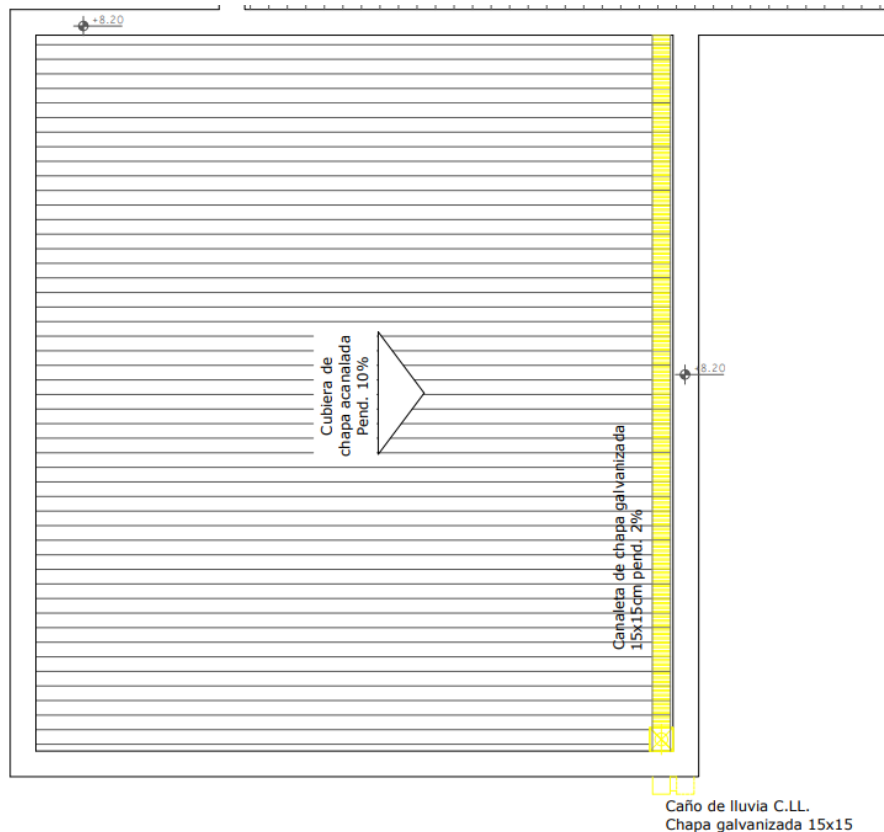 +8.20
Cubiera de
chapa acanalada
Pend. 10%
+8.20
Canaleta de chapa galvanizada
15x15cm pend. 2%
Caño de lluvia C.LL.
Chapa galvanizada 15x15